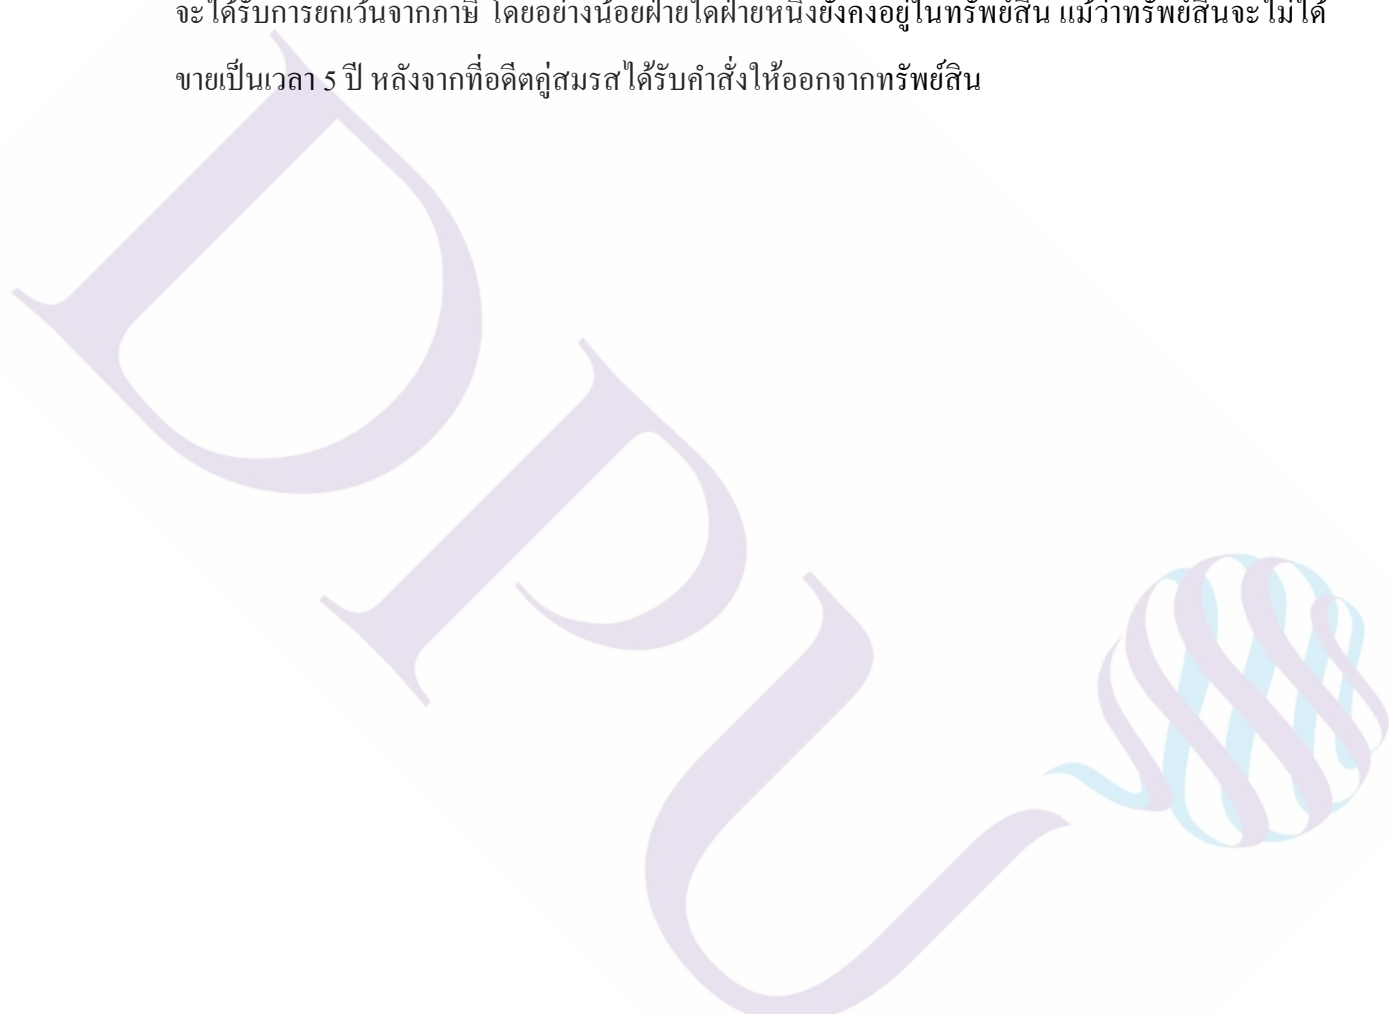 จะได้รับการยกเว้นจากภาษี โดยอย่างน้อยฝ่ายใดฝ่ายหนึ่งยังคงอยู่ในทรัพย์สิน แม้ว่าทรัพย์สินจะไม่ได้
ขายเป็นเวลา 5 ปี หลังจากที่อดีตคู่สมรสได้รับคำสั่งให้ออกจากทรัพย์สิน
DPU